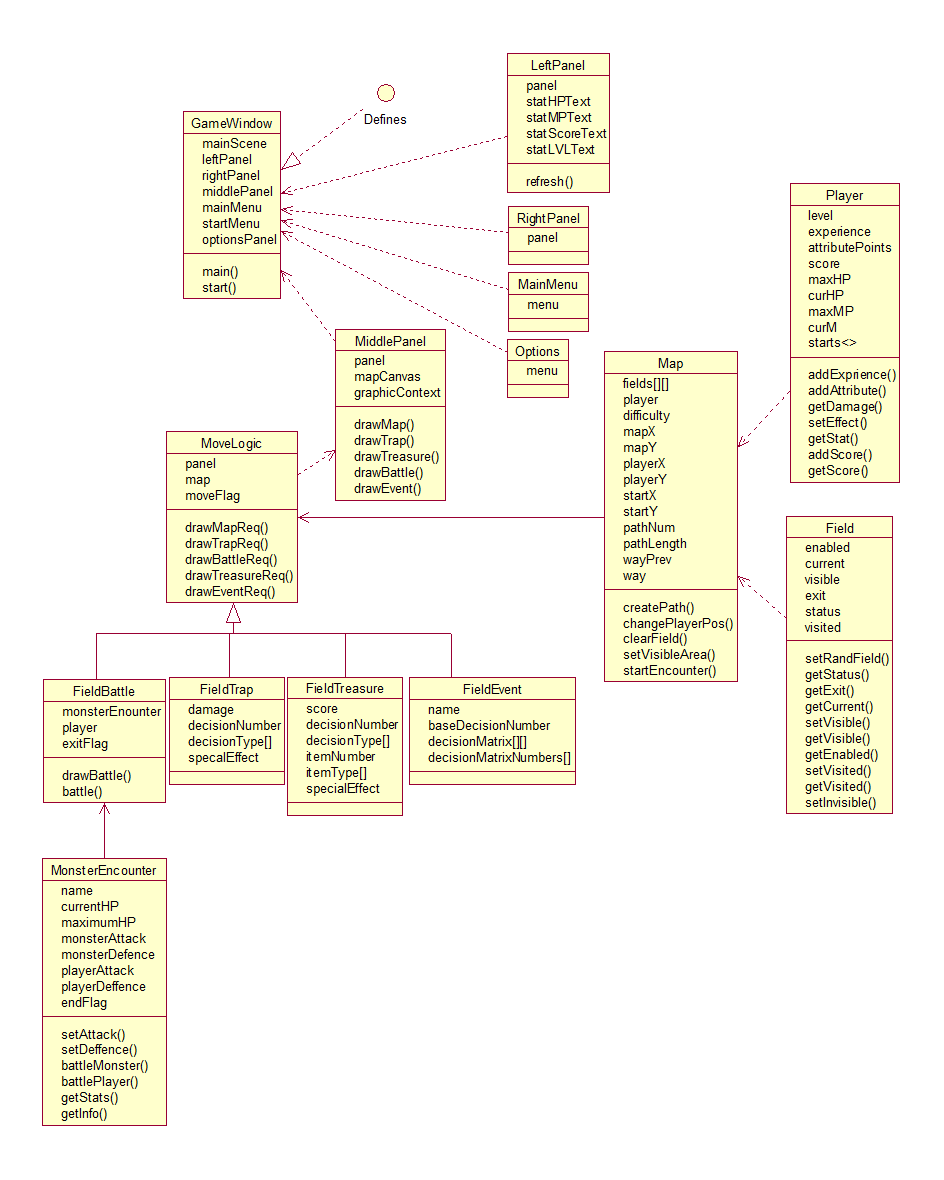 Defines
GameWindow
mainScene
leftPanel
rightPanel
middlePanel
mainMenu
startMenu
optionsPanel
main()
start()
LeftPanel
panel
statHPText
statMPText
statScoreText
statLVLText
refresh()
RightPanel
panel
MainMenu
menu
Options
menu
Player
level
experience
attributePoints
score
maxHP
curHP
maxMP
curM
starts<>
addExprience()
addAttribute()
getDamage()
setEffect()
getStat()
addScore()
getScore()
MiddlePanel
panel
mapCanvas
graphicContext
drawMap()
drawTrap()
drawTreasure()
drawBattle()
drawEvent()
Map
fields[][]
player
difficulty
mapX
mapY
playerX
playerY
startX
startY
pathNum
pathLength
wayPrev
way
createPath()
changePlayerPos()
clearField()
setVisibleArea()
startEncounter()
MoveLogic
panel
map
moveFlag
drawMapReq()
drawTrapReq()
drawBattleReq()
drawTreasureReq()
drawEventReq()
Field
enabled
current
visible
exit
status
visited
setRandField()
getStatus()
getExit()
getCurrent()
setVisible()
getVisible()
getEnabled()
setVisited()
getVisited()
setInvisible()
FieldBattle
monsterEnounter
player
exitFlag
drawBattle()
battle()
FieldTrap
damage
decisionNumber
decisionType[]
specalEffect
FieldTreasure
score
decisionNumber
decisionType[]
itemNumber
itemType[]
specialEffect
FieldEvent
name
baseDecisionNumber
decisionMatrix[][]
decisionMatrixNumbers[]
MonsterEncounter
name
currentHP
maximumHP
monsterAttack
monsterDefence
playerAttack
playerDeffence
endFlag
setAttack()
setDeffence()
battleMonster()
battlePlayer()
getStats()
getInfo()